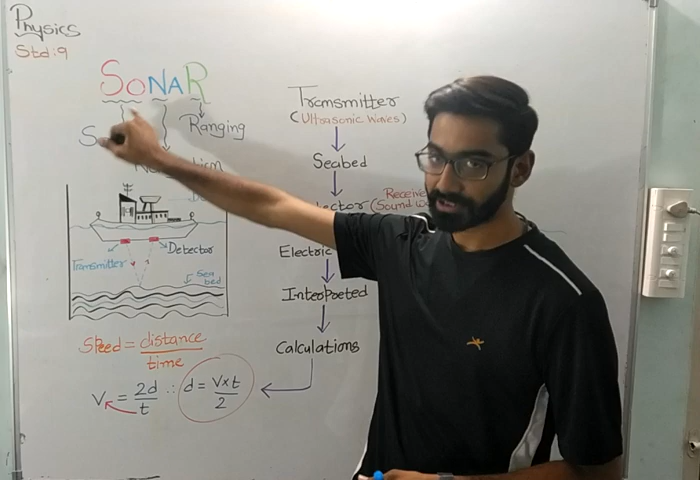 Physics
Std:9
SONAR
Ranging
Transmitter
(Ultrasonic Waves)
Seabed
Detector
Transmitter
Sea
bed
Electric
Interpreted
Calculations
Speed = distance
time
V = 2d
t
∴ d = V×t
2